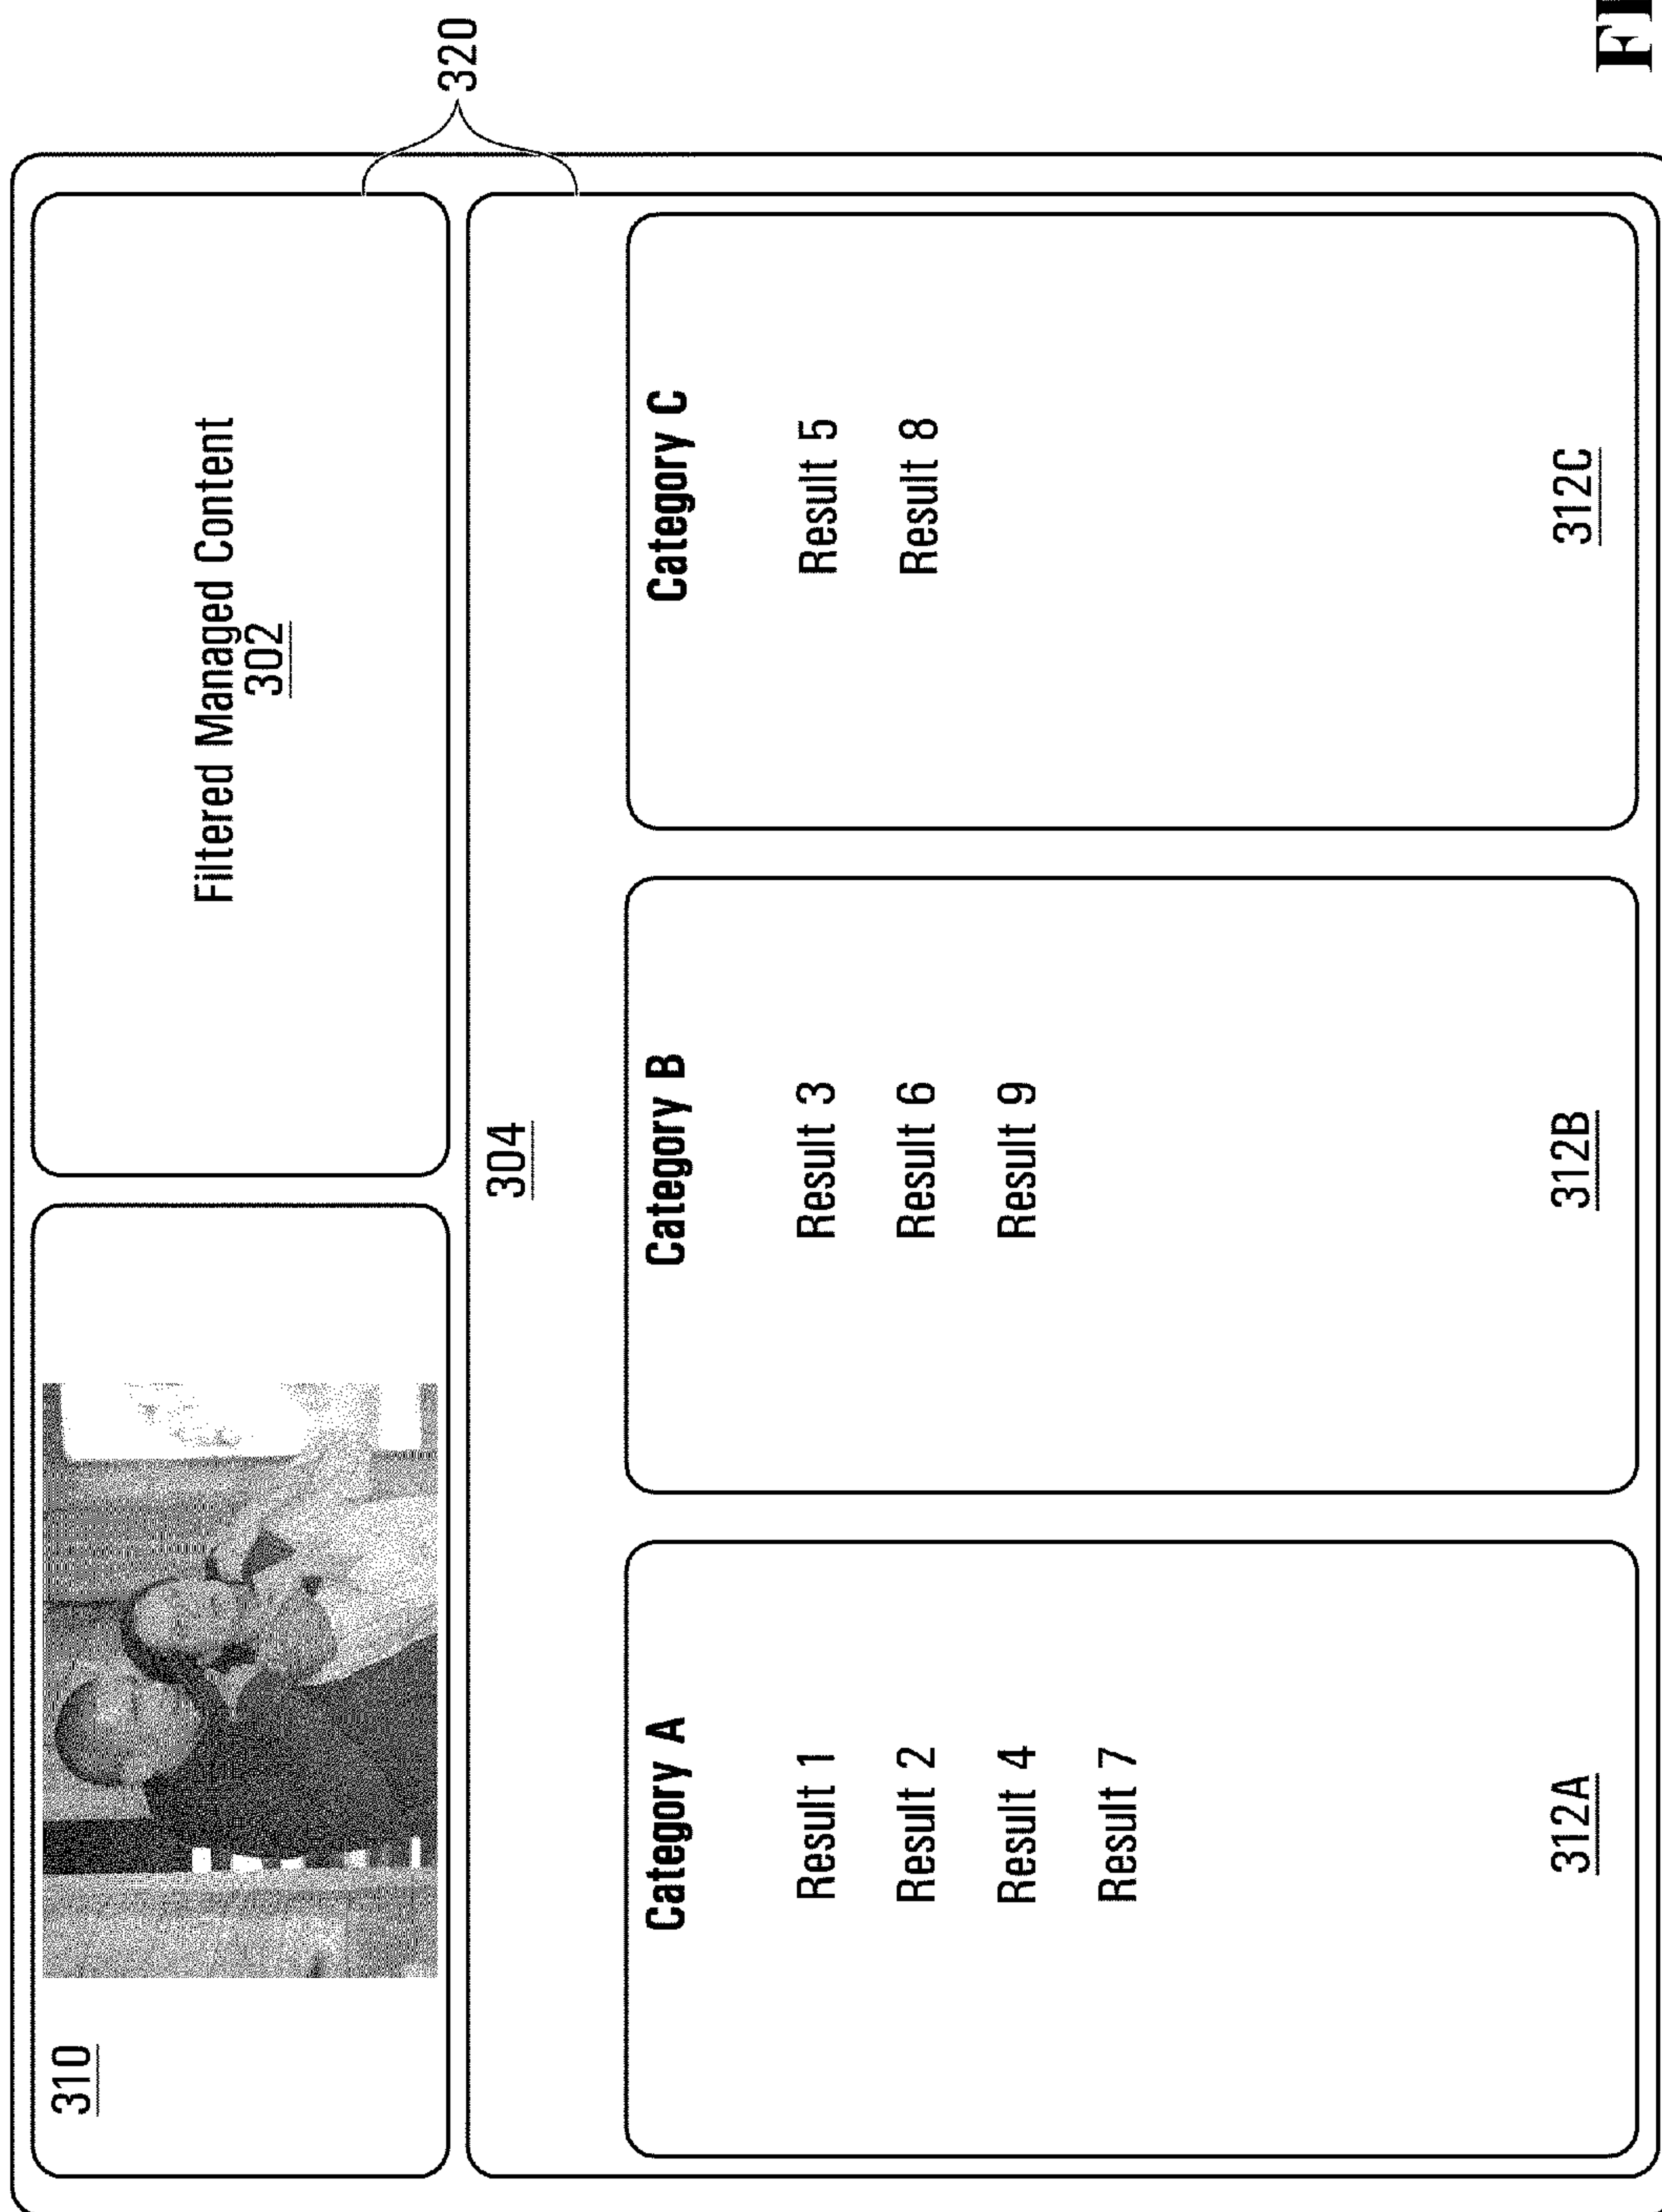 310
Filtered Managed Content
302
320
304
Category A
Result 1
Result 2
Result 4
Result 7
312A
Category B
Result 3
Result 6
Result 9
312B
Category C
Result 5
Result 8
312C